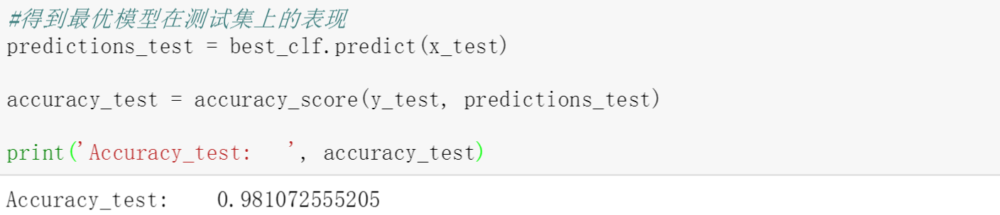 #得到最优模型在测试集上的表现
predictions_test = best_clf.predict(x_test)
accuracy_test = accuracy_score(y_test, predictions_test)
print('Accuracy_test:   ', accuracy_test)
Accuracy_test:    0.981072555205